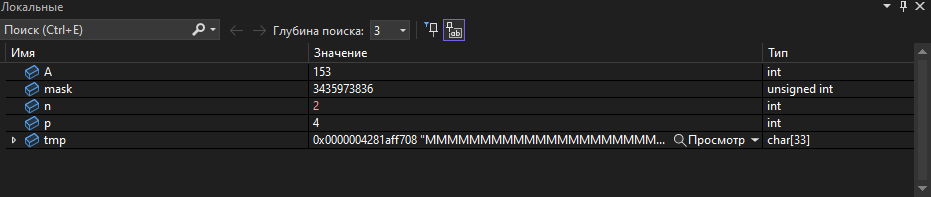 Локальные
Поиск (Ctrl+E) Глубина поиска: 3
Имя Значение Тип
A 153 int
mask 3435973836 unsigned int
n 2 int
p 4 int
tmp 0x0000004281aff708 "ММММММММММММММММММММММ... Просмотр char[33]